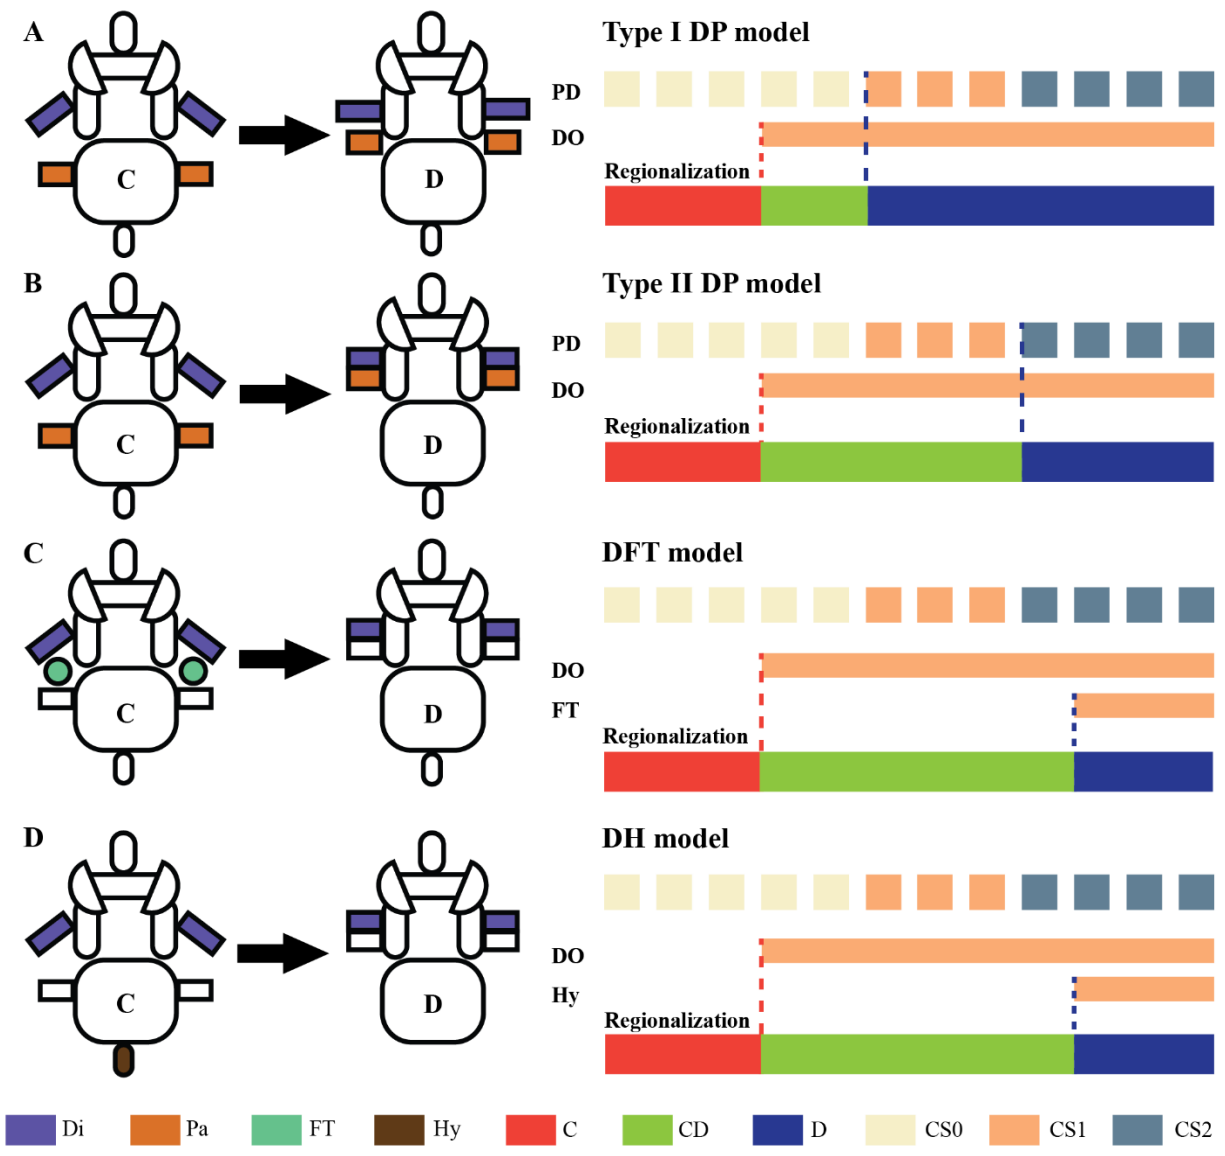 A
Type I DP model
PD
DO
Regionalization
C
D
B
Type II DP model
PD
DO
Regionalization
C
D
C
DFT model
DO
FT
Regionalization
C
D
D
DH model
DO
Hy
Regionalization
C
D
Di Pa FT Hy C CD D CS0 CS1 CS2